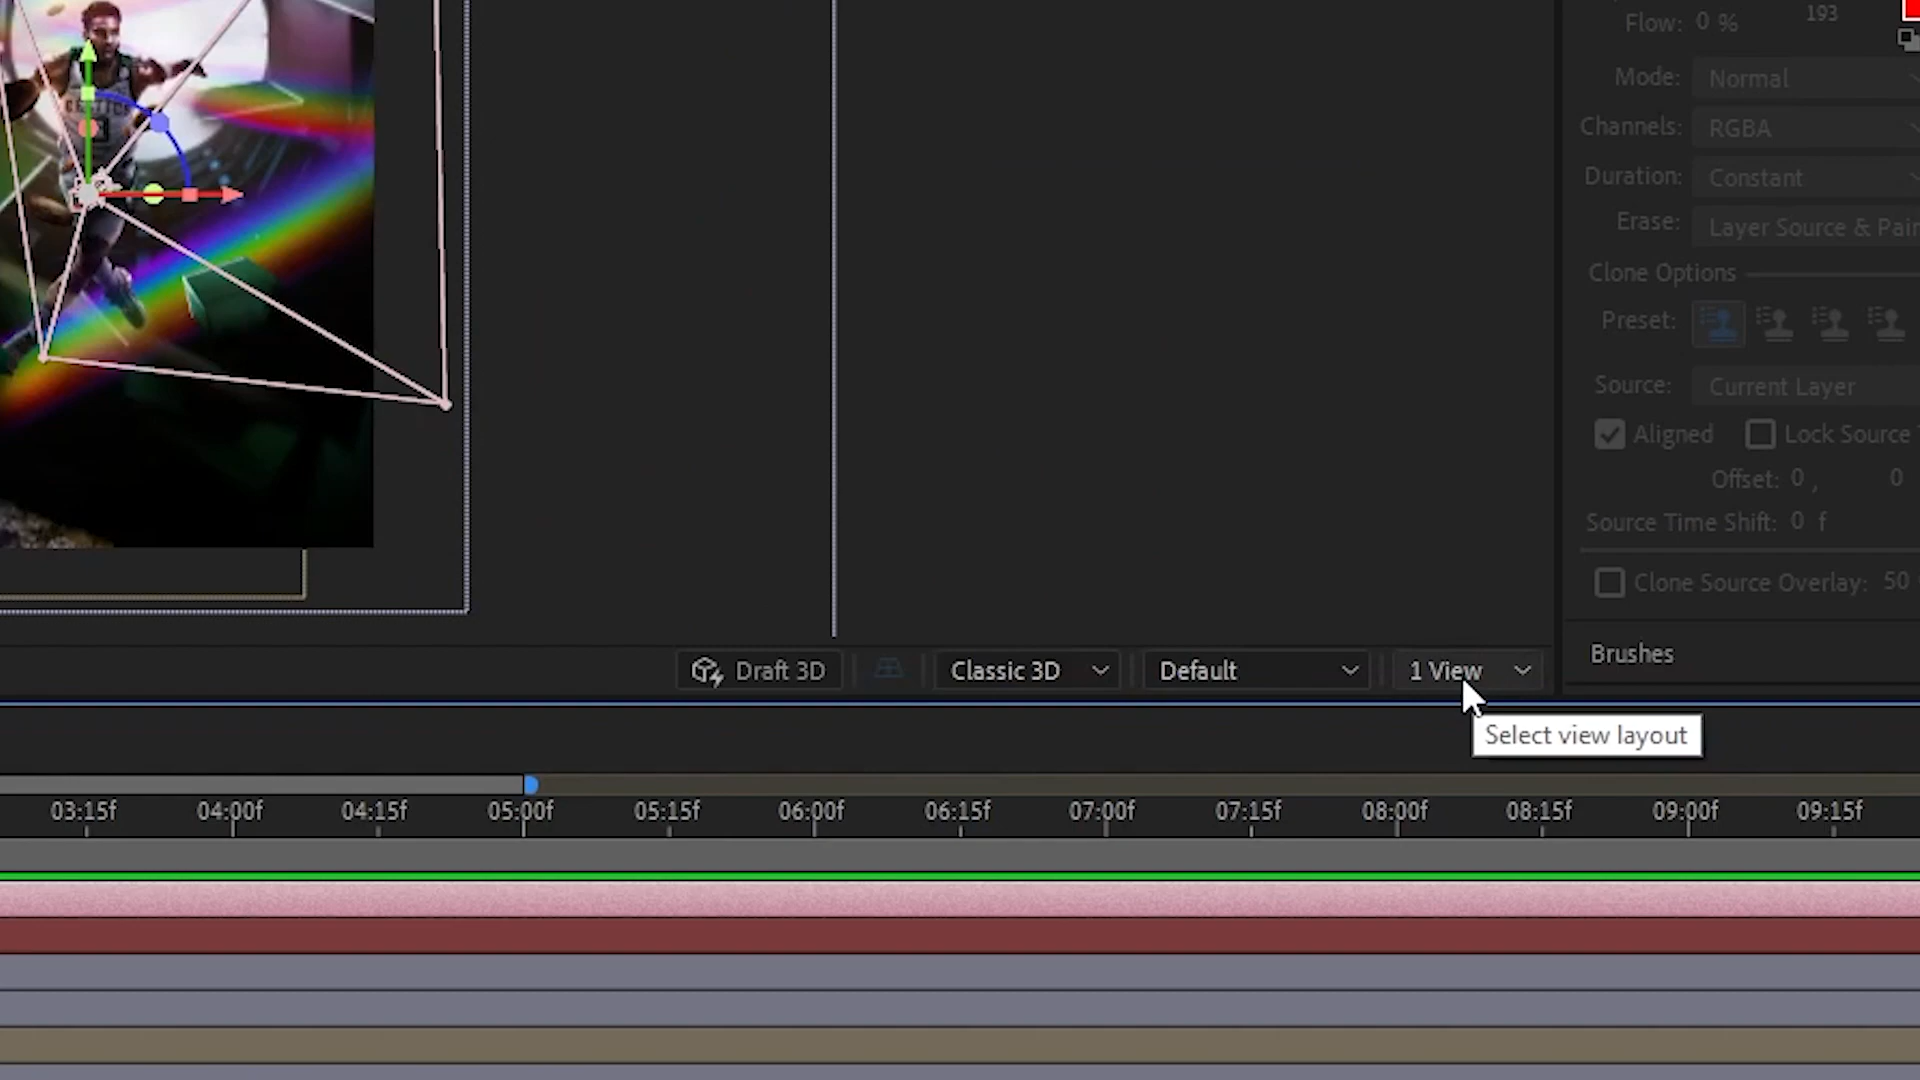 Flow: 0 %
193
Mode: Normal
Channels: RGBA
Duration: Constant
Erase: Layer Source & Pain
Clone Options
Preset:
Source: Current Layer
Aligned
Lock Source
Offset: 0 , 0
Source Time Shift: 0 f
Clone Source Overlay: 50
Brushes
Draft 3D
Classic 3D
Default
1 View
Select view layout
03:15f 04:00f 04:15f 05:00f 05:15f 06:00f 06:15f 07:00f 07:15f 08:00f 08:15f 09:00f 09:15f